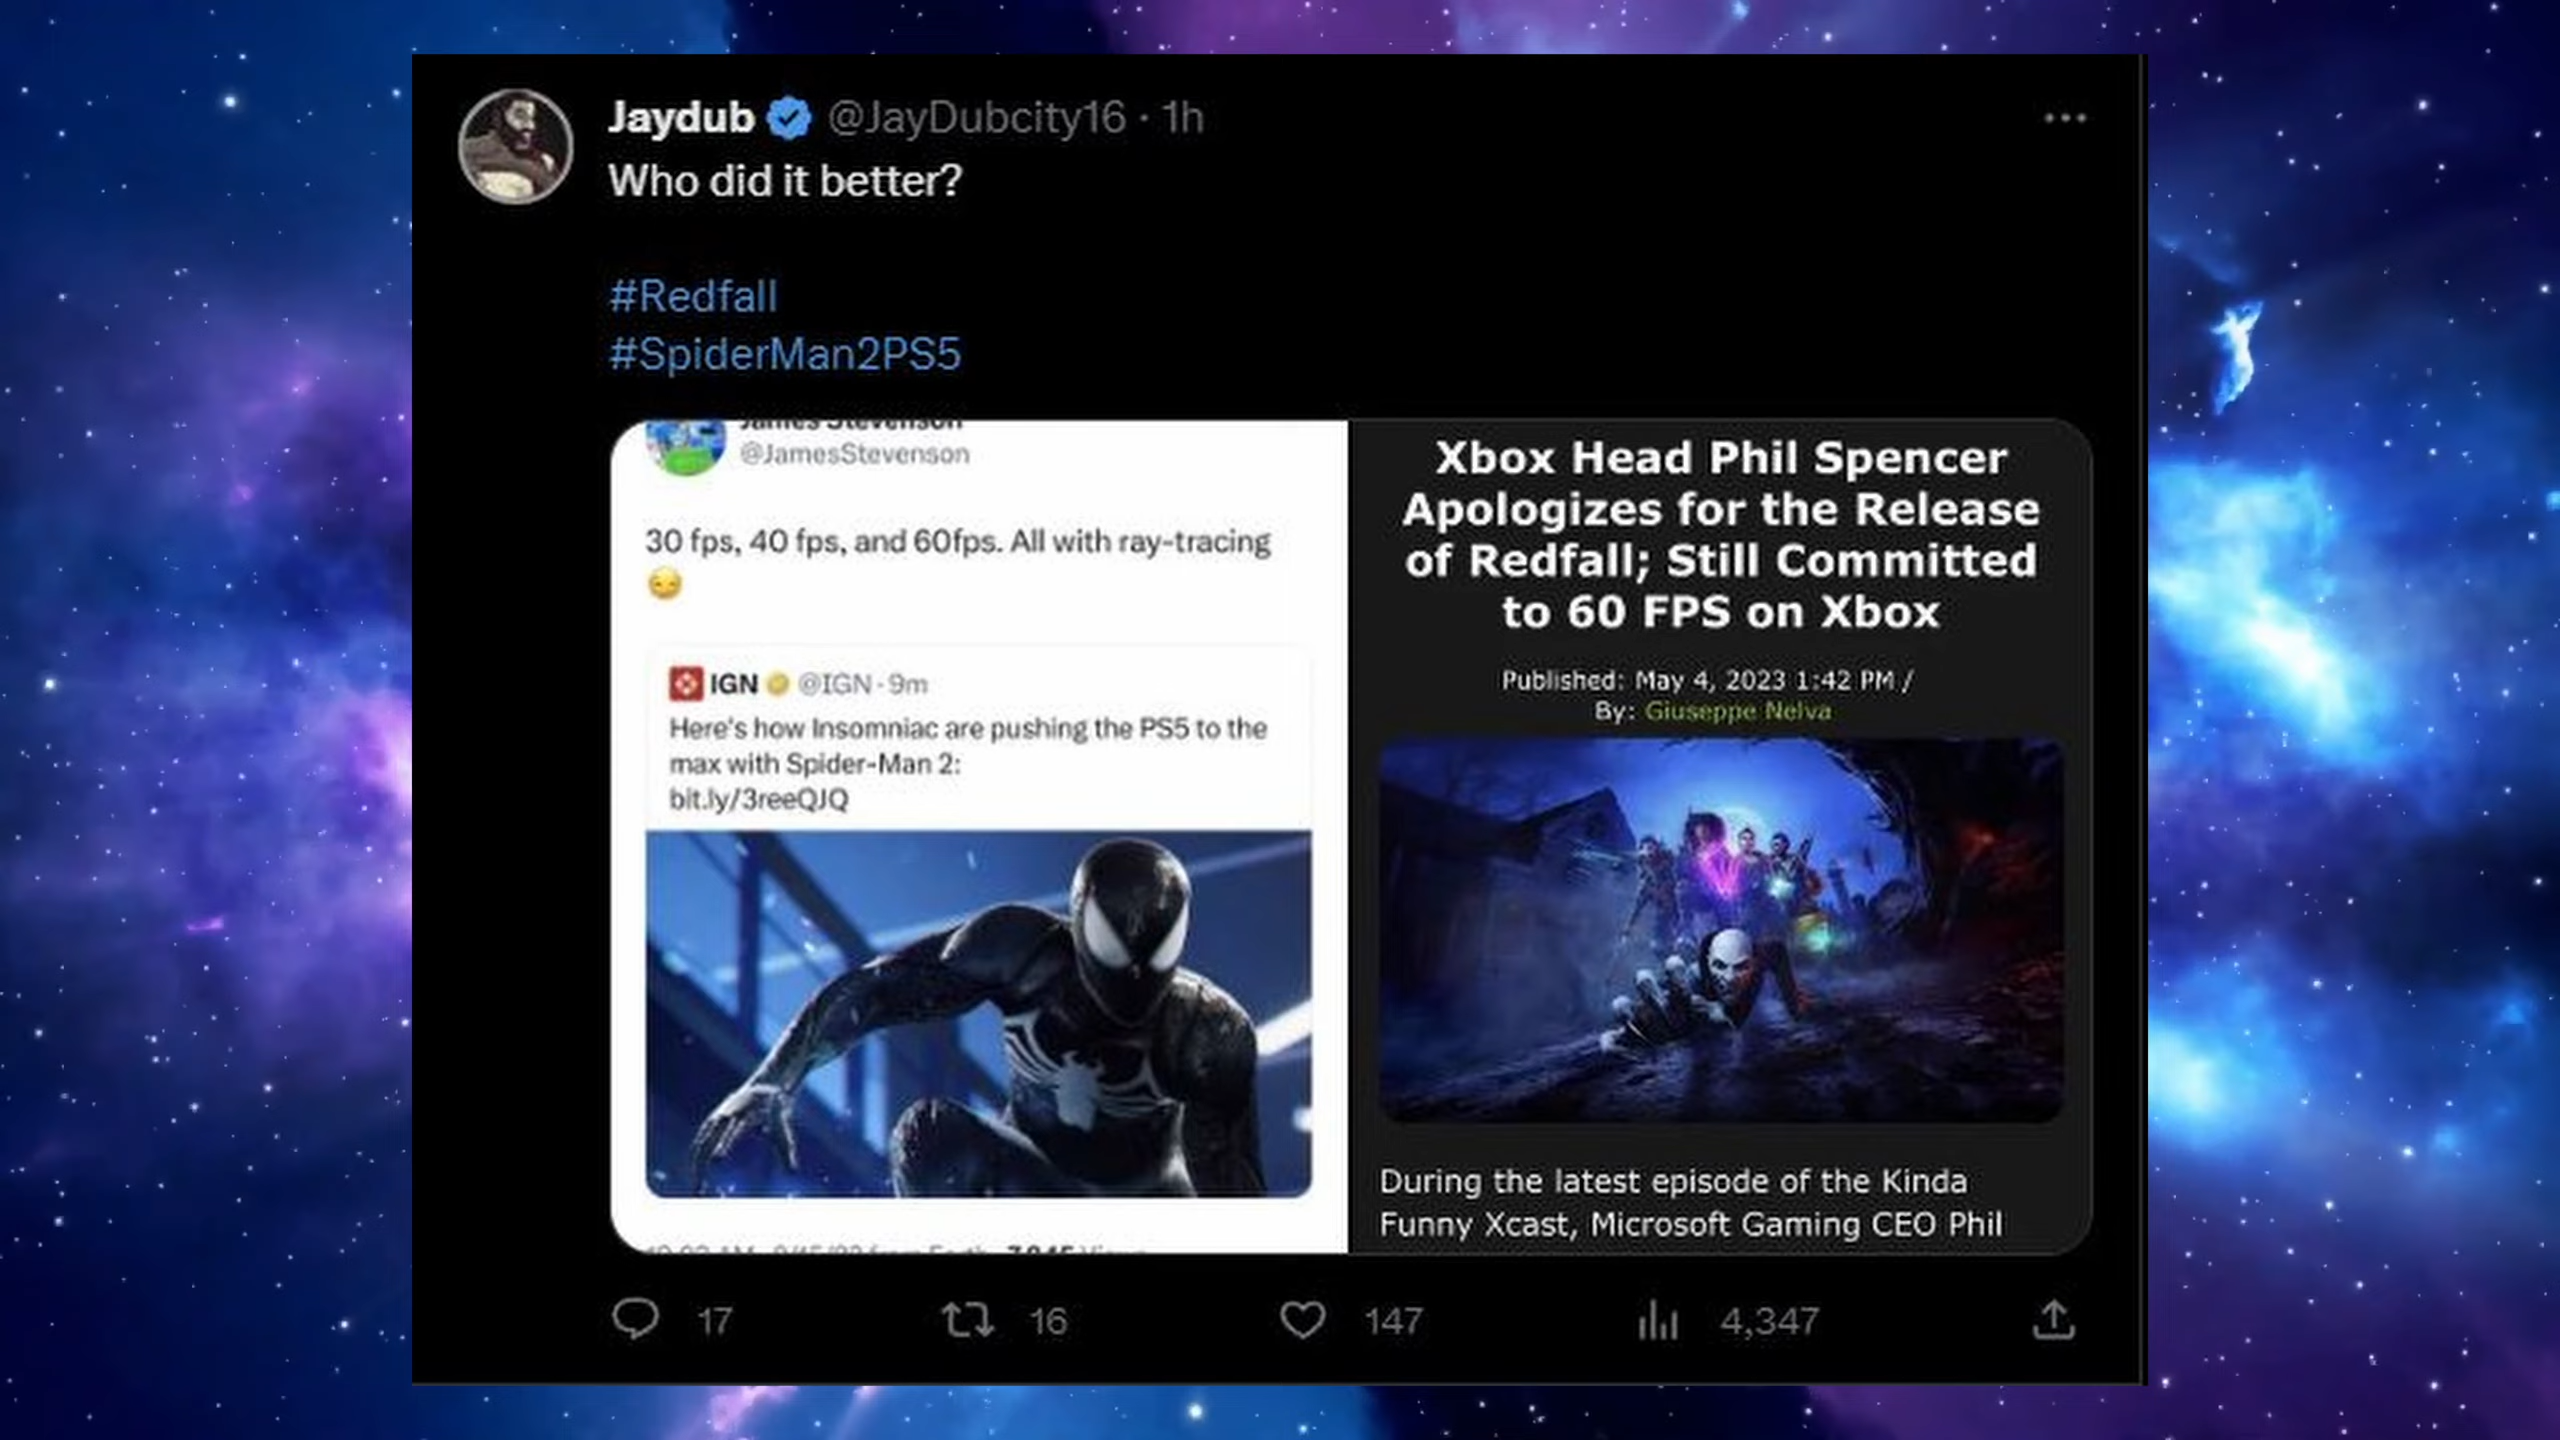 Jaydub @JayDubcity16 · 1h
Who did it better?
#Redfall
#SpiderMan2PS5
James Stevenson
@JamesStevenson
30 fps, 40 fps, and 60fps. All with ray-tracing
😏
IGN @IGN · 9m
Here's how Insomniac are pushing the PS5 to the
max with Spider-Man 2:
bit.ly/3reeQJQ
Xbox Head Phil Spencer
Apologizes for the Release
of Redfall; Still Committed
to 60 FPS on Xbox
Published: May 4, 2023 1:42 PM /
By: Giuseppe Nelva
During the latest episode of the Kinda
Funny Xcast, Microsoft Gaming CEO Phil
17 16 147 4,347